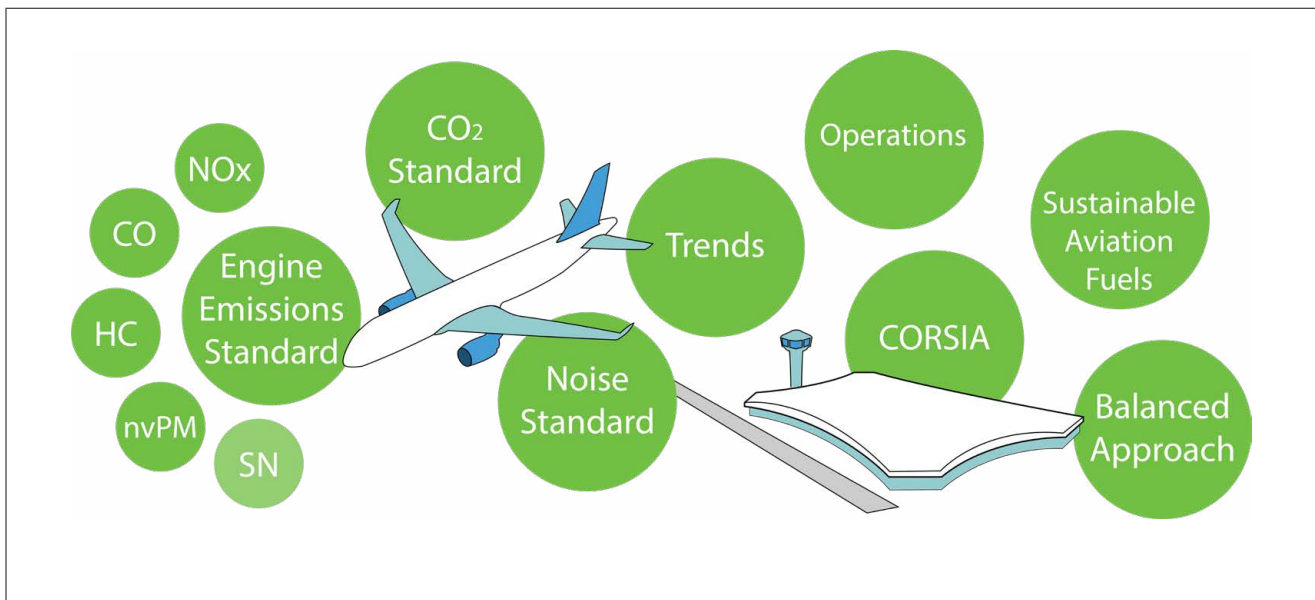 NOx
CO
HC
nvPM
SN
Engine
Emissions
Standard
CO₂
Standard
Trends
Noise
Standard
Operations
Sustainable
Aviation
Fuels
CORSIA
Balanced
Approach